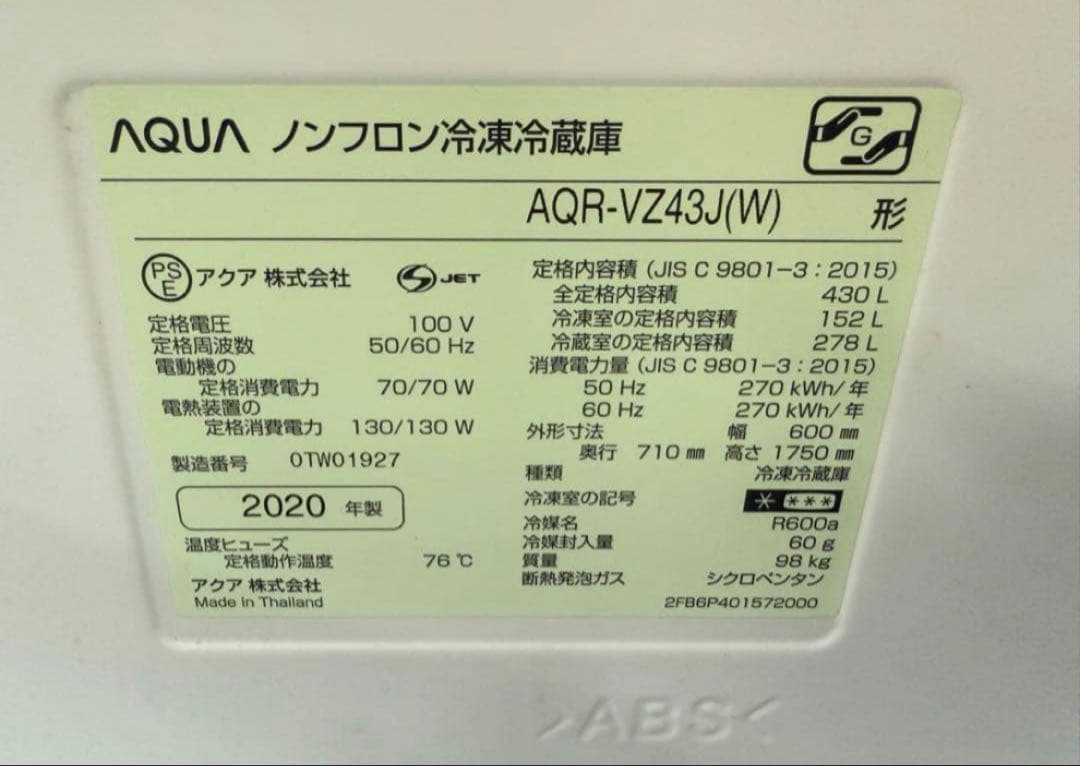 AQUA ノンフロン冷凍冷蔵庫
G
AQR-VZ43J(W) 形
PS E アクア 株式会社 S JET
定格電圧 100 V
定格周波数 50/60 Hz
電動機の
定格消費電力 70/70 W
電熱装置の
定格消費電力 130/130 W
製造番号 0TW01927
2020 年製
温度ヒューズ
定格動作温度 76 ℃
アクア 株式会社
Made in Thailand
定格内容積 (JIS C 9801-3 : 2015)
全定格内容積 430 L
冷凍室の定格内容積 152 L
冷蔵室の定格内容積 278 L
消費電力量 (JIS C 9801-3 : 2015)
50 Hz 270 kWh/年
60 Hz 270 kWh/年
外形寸法 幅 600 ㎜
奥行 710 ㎜ 高さ 1750 ㎜
種類 冷凍冷蔵庫
冷凍室の記号 * ***
冷媒名 R600a
冷媒封入量 60 g
質量 98 kg
断熱発泡ガス シクロペンタン
2FB6P401572000
>ABS<